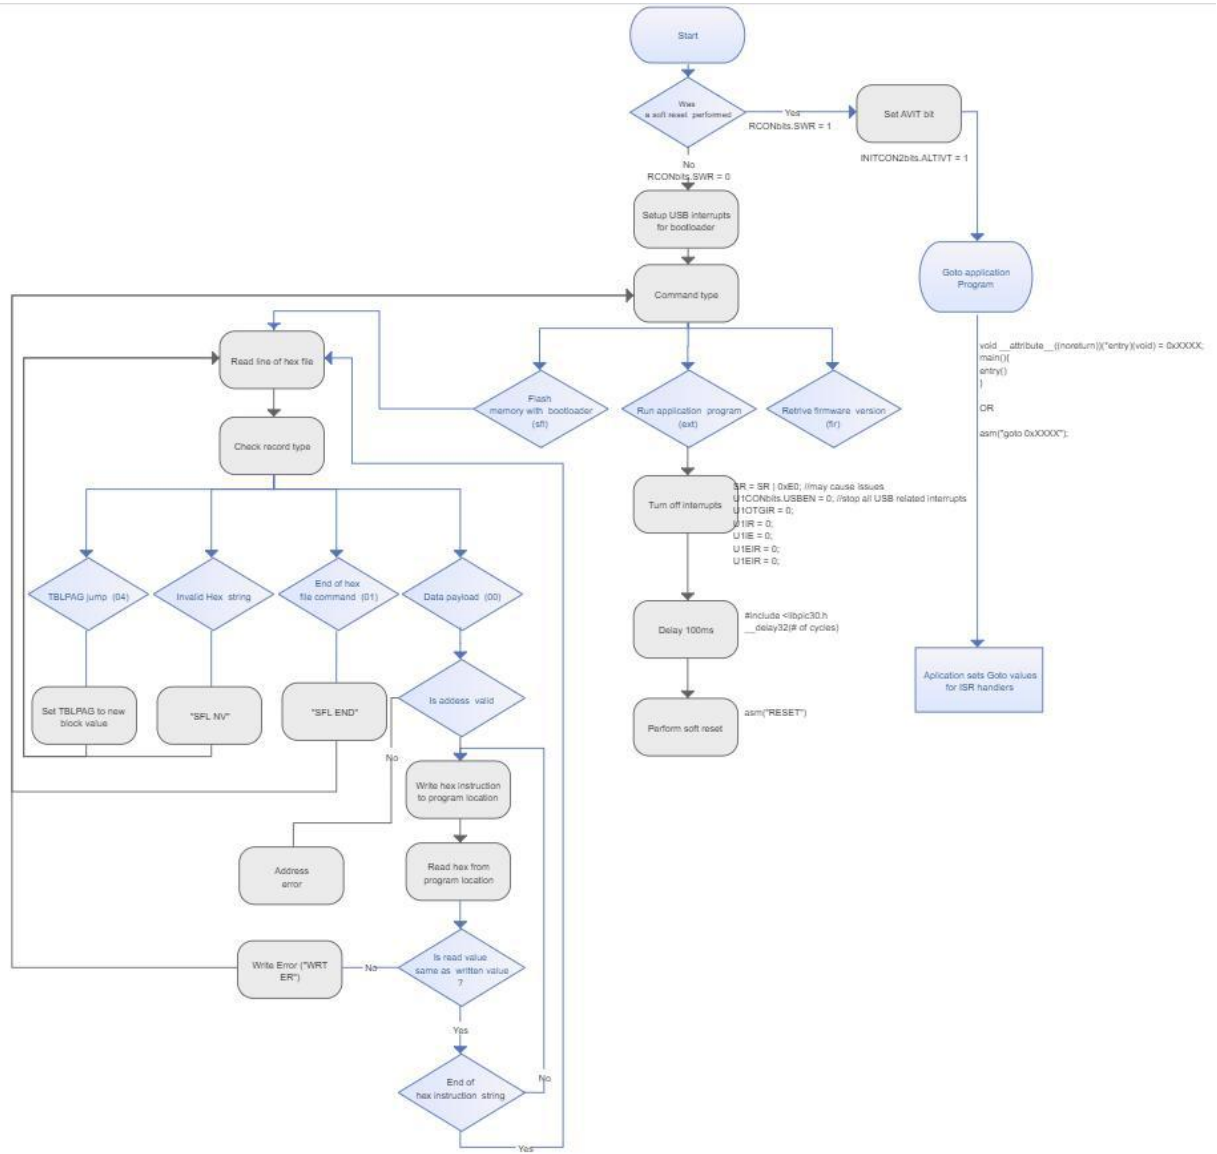 Start
Was
a soft reset performed
Yes
RCONbits.SWR = 1
Set AVIT bit
INITCON2bits.ALTIVT = 1
No
RCONbits.SWR = 0
Setup USB interrupts
for bootloader
Goto application
Program
Command type
void __attribute__((noreturn))(*entry)(void) = 0xXXXX;
main(){
entry()
}
OR
asm("goto 0xXXXX");
Read line of hex file
Flash
memory with bootloader
(sfl)
Run application program
(ext)
Retrive firmware version
(fir)
Check record type
Turn off interrupts
SR = SR | 0xE0; //may cause issues
U1CONbits.USBEN = 0; //stop all USB related interrupts
U1OTGIR = 0;
U1IR = 0;
U1IE = 0;
U1EIR = 0;
U1EIR = 0;
TBLPAG jump (04)
Invalid Hex string
End of hex
file command (01)
Data payload (00)
Delay 100ms
#include <libpic30.h
__delay32(# of cycles)
Set TBLPAG to new
block value
"SFL NV"
"SFL END"
Is addess valid
Aplication sets Goto values
for ISR handlers
Perform soft reset
asm("RESET")
No
Write hex instruction
to program location
Address
error
Read hex from
program location
Write Error ("WRT
ER")
No
Is read value
same as written value
?
Yes
End of
hex instruction string
No
Yes